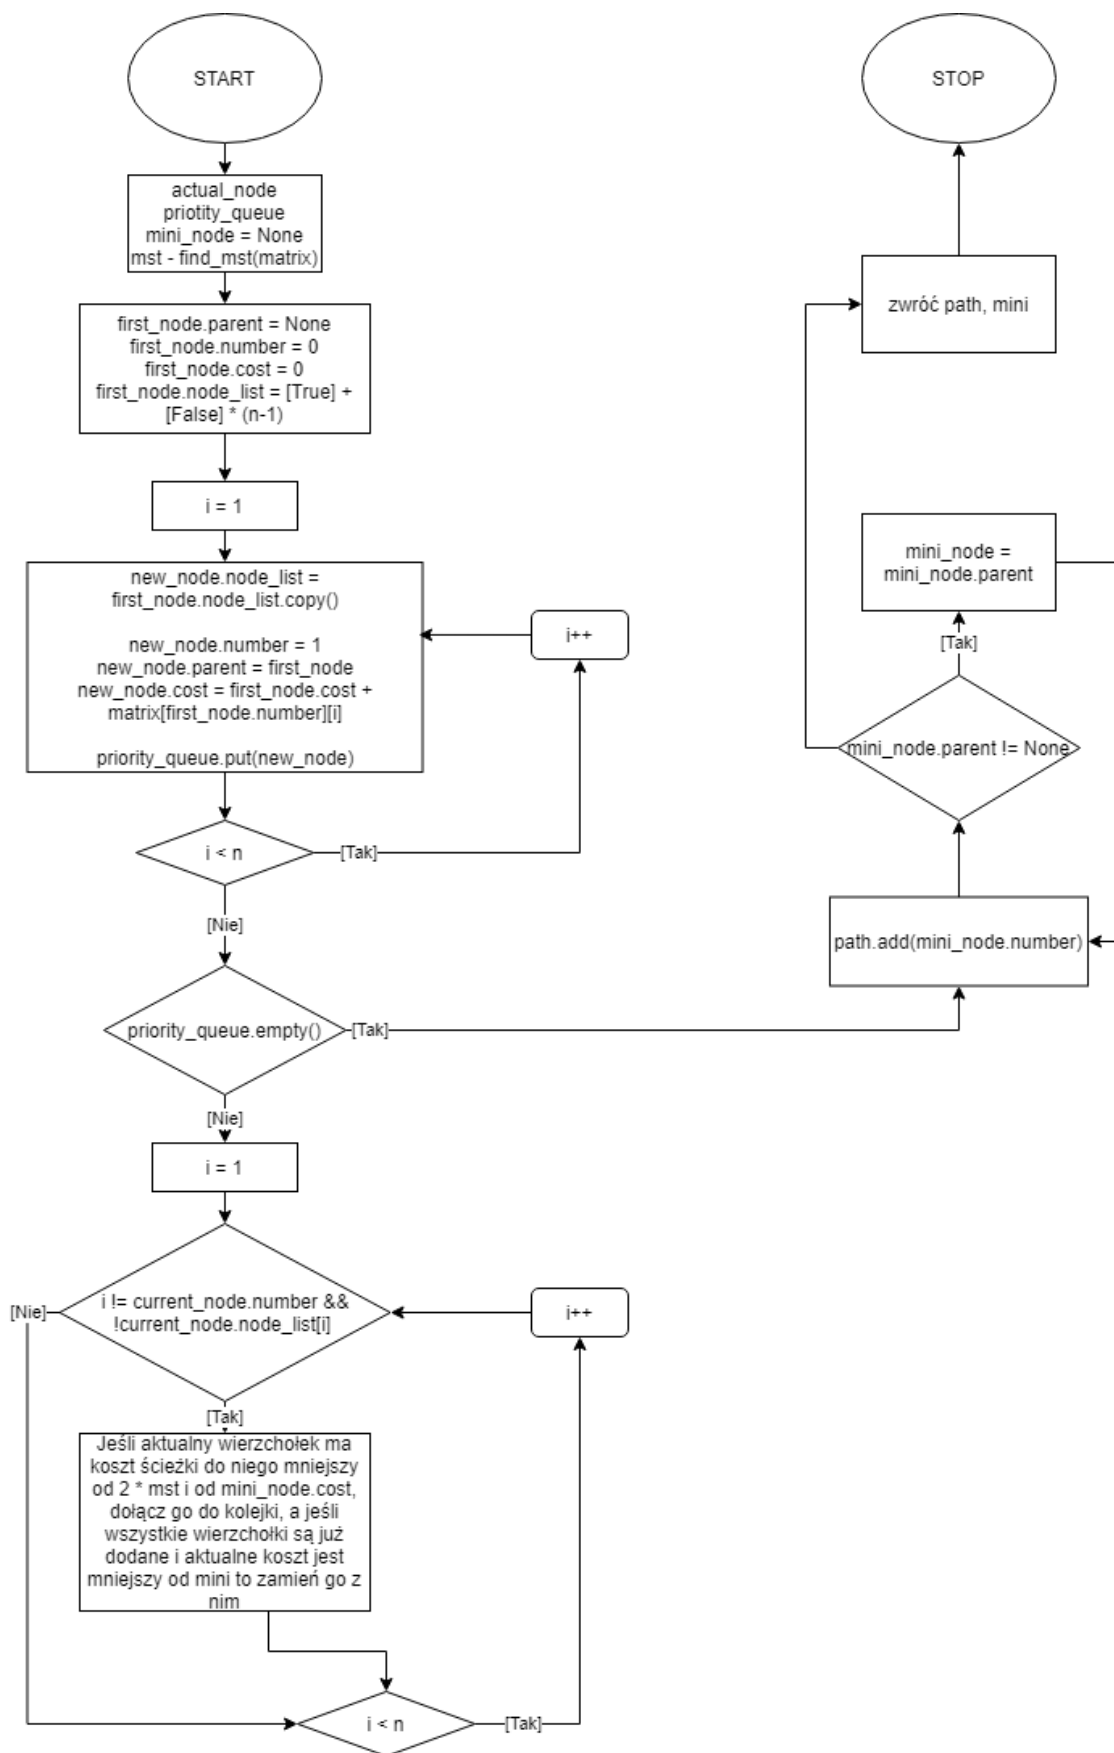 START
actual_node
priotity_queue
mini_node = None
mst - find_mst(matrix)
first_node.parent = None
first_node.number = 0
first_node.cost = 0
first_node.node_list = [True] +
[False] * (n-1)
i = 1
new_node.node_list =
first_node.node_list.copy()
new_node.number = 1
new_node.parent = first_node
new_node.cost = first_node.cost +
matrix[first_node.number][i]
priority_queue.put(new_node)
i++
i < n
[Tak]
[Nie]
priority_queue.empty()
[Tak]
[Nie]
i = 1
i != current_node.number &&
!current_node.node_list[i]
[Nie]
i++
[Tak]
Jeśli aktualny wierzchołek ma
koszt ścieżki do niego mniejszy
od 2 * mst i od mini_node.cost,
dołącz go do kolejki, a jeśli
wszystkie wierzchołki są już
dodane i aktualne koszt jest
mniejszy od mini to zamień go z
nim
i < n
[Tak]
STOP
zwróć path, mini
mini_node =
mini_node.parent
[Tak]
mini_node.parent != None
path.add(mini_node.number)